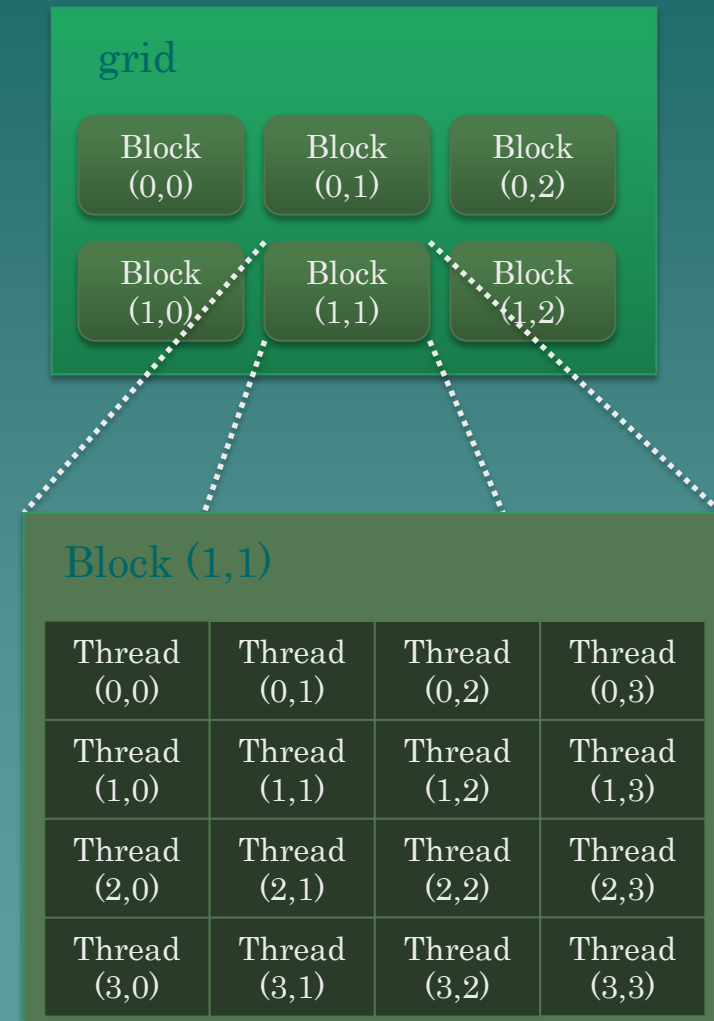 grid
Block
(0,0)
Block
(0,1)
Block
(0,2)
Block
(1,0)
Block
(1,1)
Block
(1,2)
Block (1,1)
Thread
(0,0)
Thread
(0,1)
Thread
(0,2)
Thread
(0,3)
Thread
(1,0)
Thread
(1,1)
Thread
(1,2)
Thread
(1,3)
Thread
(2,0)
Thread
(2,1)
Thread
(2,2)
Thread
(2,3)
Thread
(3,0)
Thread
(3,1)
Thread
(3,2)
Thread
(3,3)